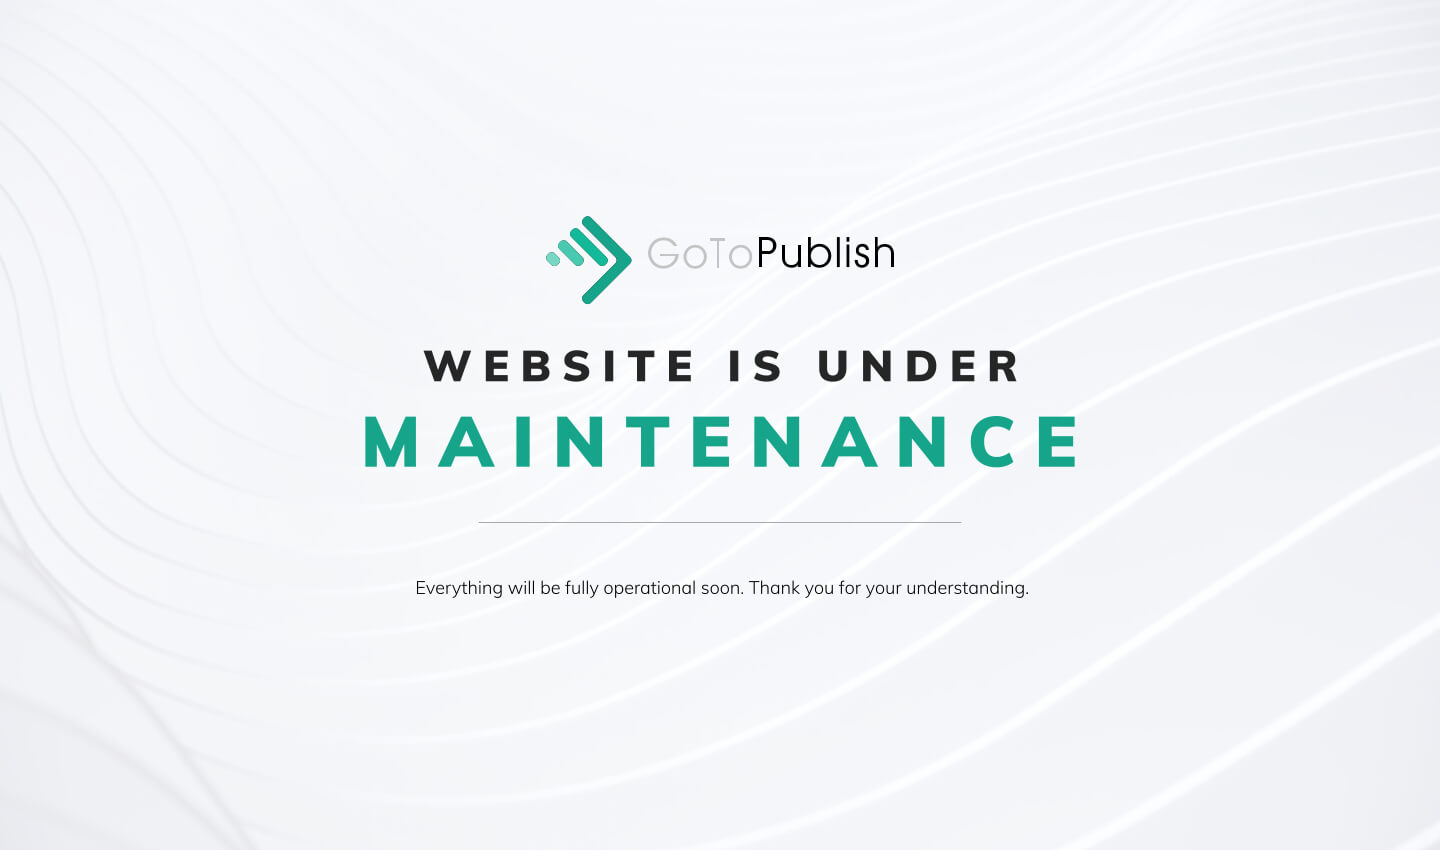 GoToPublish
WEBSITE IS UNDER
MAINTENANCE
Everything will be fully operational soon. Thank you for your understanding.